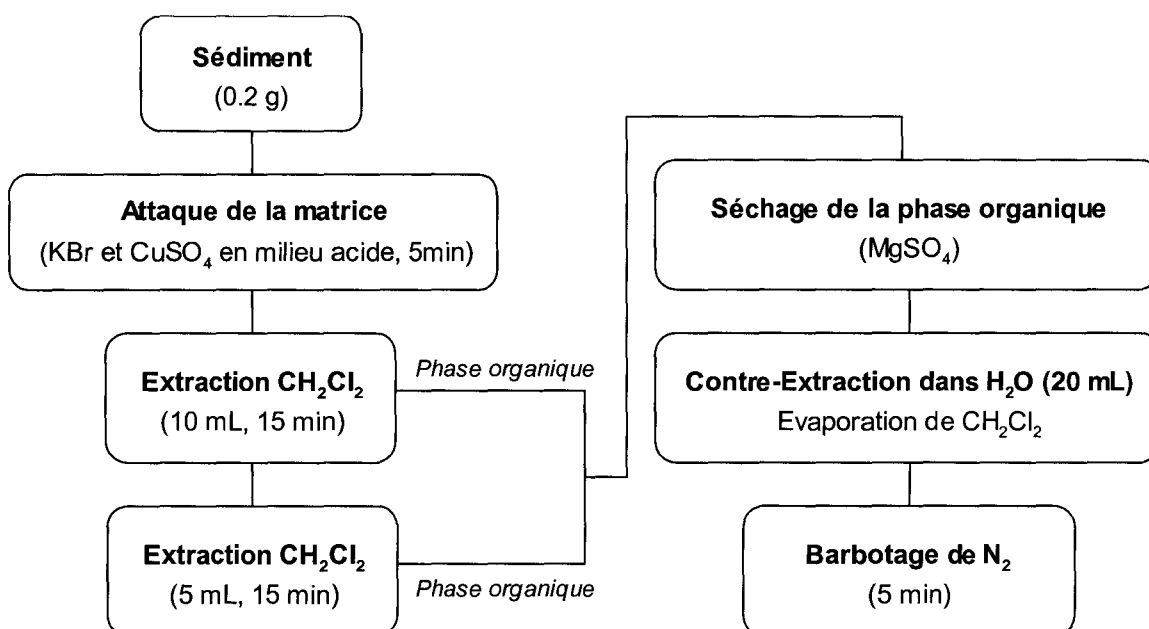 Sédiment
(0.2 g)
Attaque de la matrice
(KBr et CuSO₄ en milieu acide, 5min)
Extraction CH₂Cl₂
(10 mL, 15 min)
Phase organique
Extraction CH₂Cl₂
(5 mL, 15 min)
Phase organique
Séchage de la phase organique
(MgSO₄)
Contre-Extraction dans H₂O (20 mL)
Evaporation de CH₂Cl₂
Barbotage de N₂
(5 min)